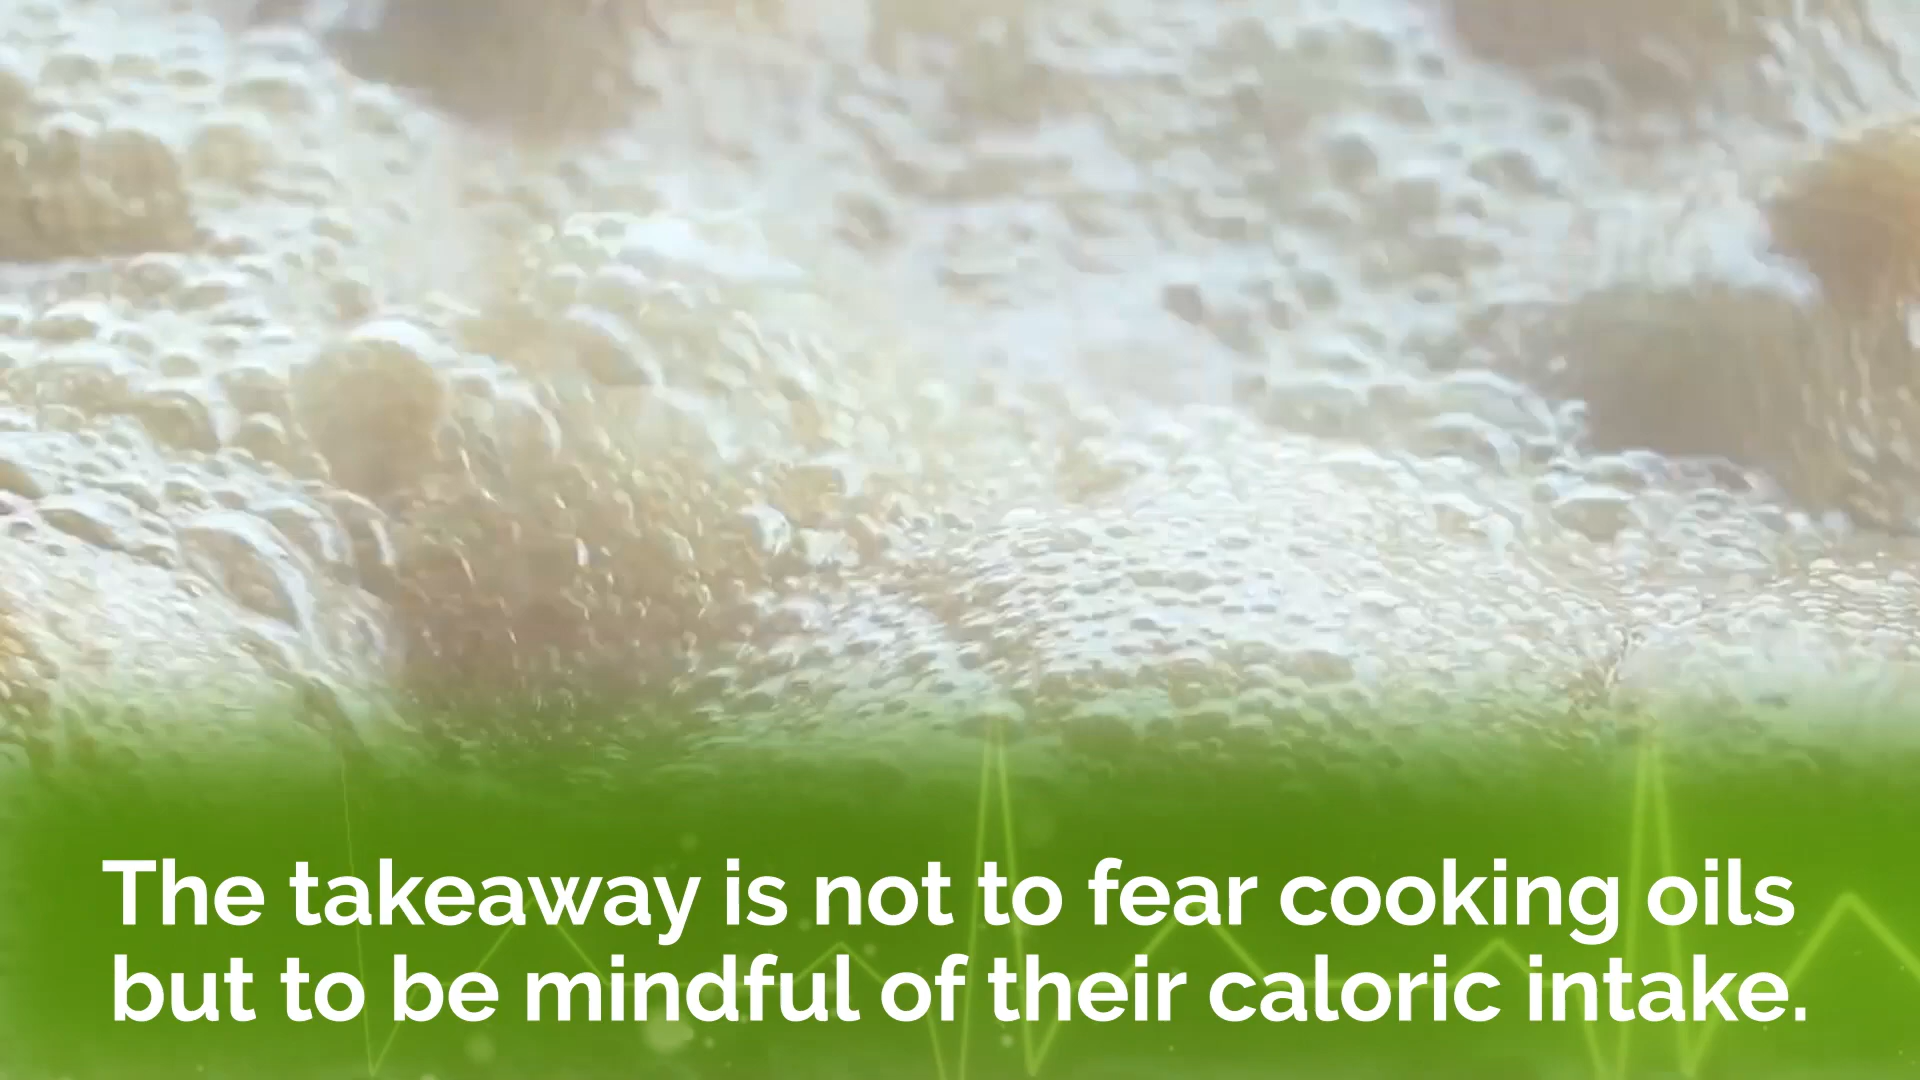 The takeaway is not to fear cooking oils
but to be mindful of their caloric intake.